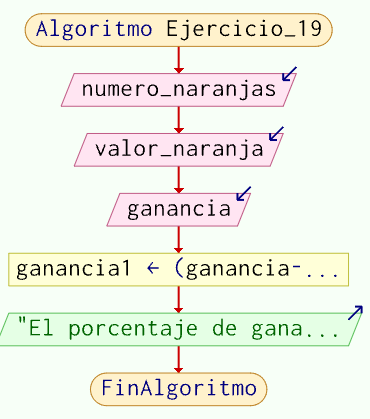 Algoritmo Ejercicio_19
numero_naranjas
valor_naranja
ganancia
ganancia1 ← (ganancia-...
"El porcentaje de gana...
FinAlgoritmo